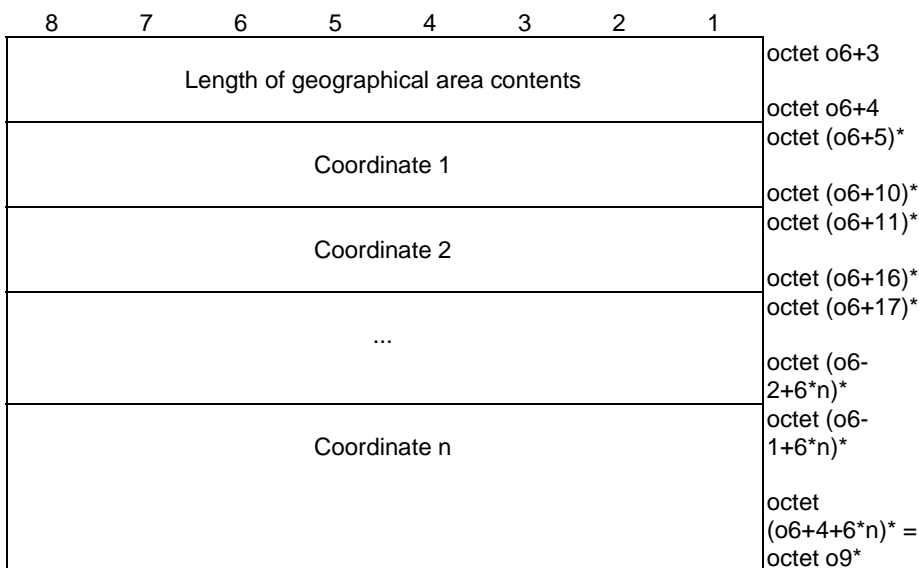 8 7 6 5 4 3 2 1
octet o6+3
Length of geographical area contents
octet o6+4
octet (o6+5)*
Coordinate 1
octet (o6+10)*
octet (o6+11)*
Coordinate 2
octet (o6+16)*
octet (o6+17)*
...
octet (o6-
2+6*n)*
octet (o6-
Coordinate n
1+6*n)*
octet
(o6+4+6*n)* =
octet o9*